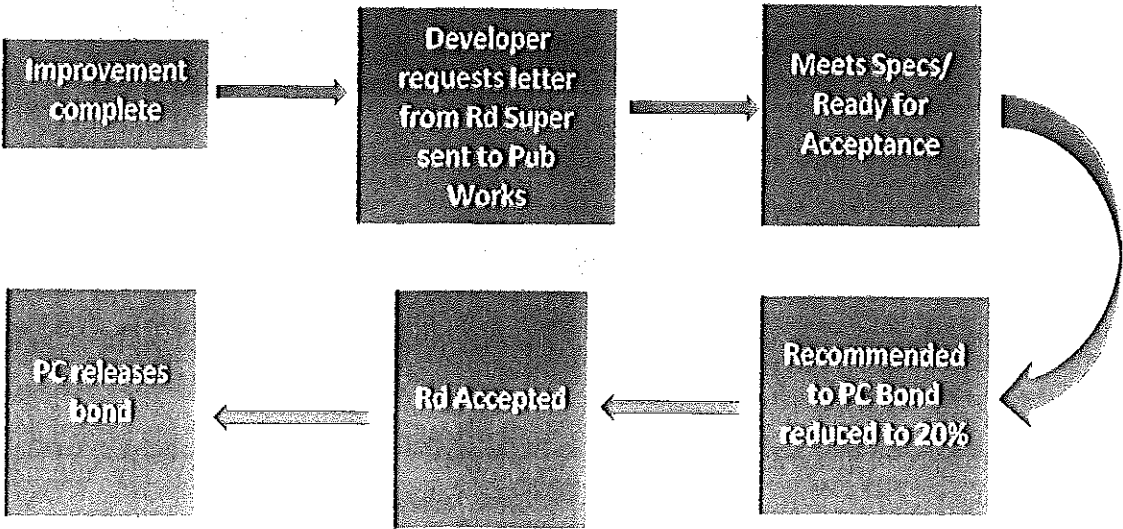 Improvement
complete
Developer
requests letter
from Rd Super
sent to Pub
Works
Meets Specs/
Ready for
Acceptance
Recommended
to PC Bond
reduced to 20%
Rd Accepted
PC releases
bond